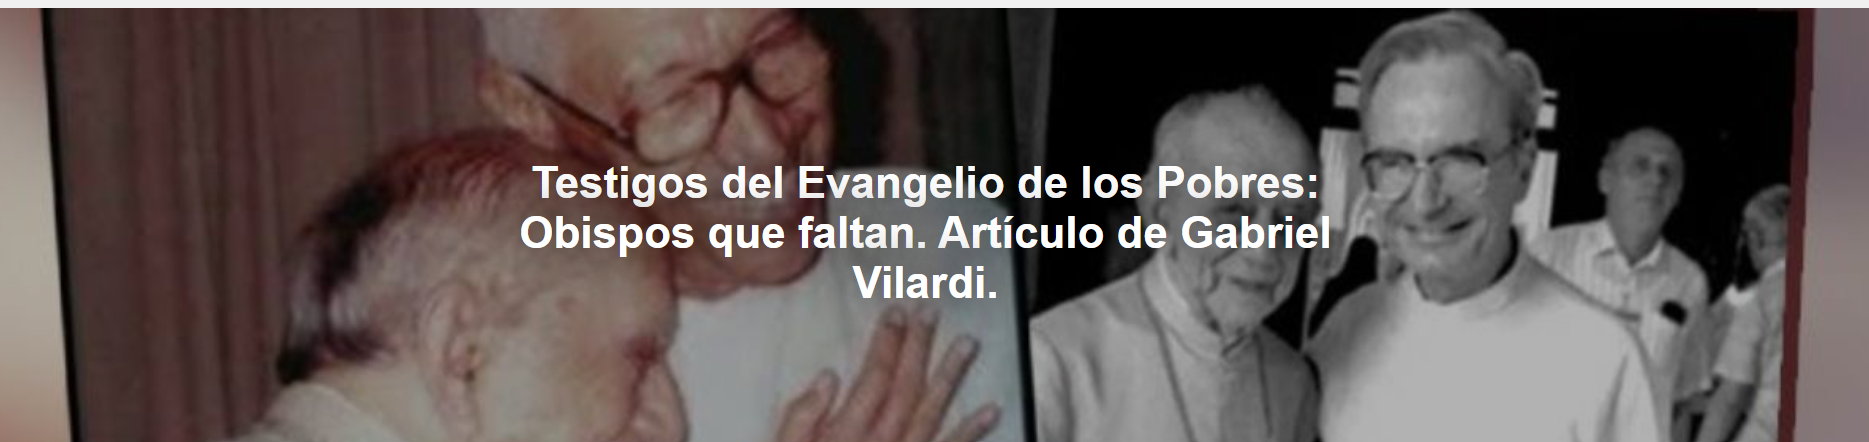 Testigos del Evangelio de los Pobres:
Obispos que faltan. Artículo de Gabriel
Vilardi.